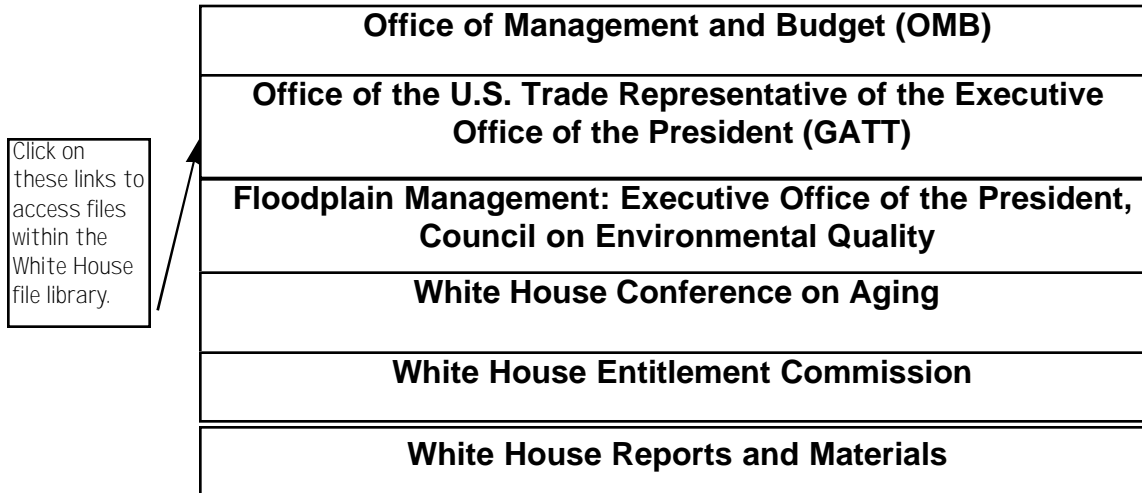 Office of Management and Budget (OMB)
Office of the U.S. Trade Representative of the Executive
Office of the President (GATT)
Click on
these links to
access files
within the
White House
file library.
Floodplain Management: Executive Office of the President,
Council on Environmental Quality
White House Conference on Aging
White House Entitlement Commission
White House Reports and Materials